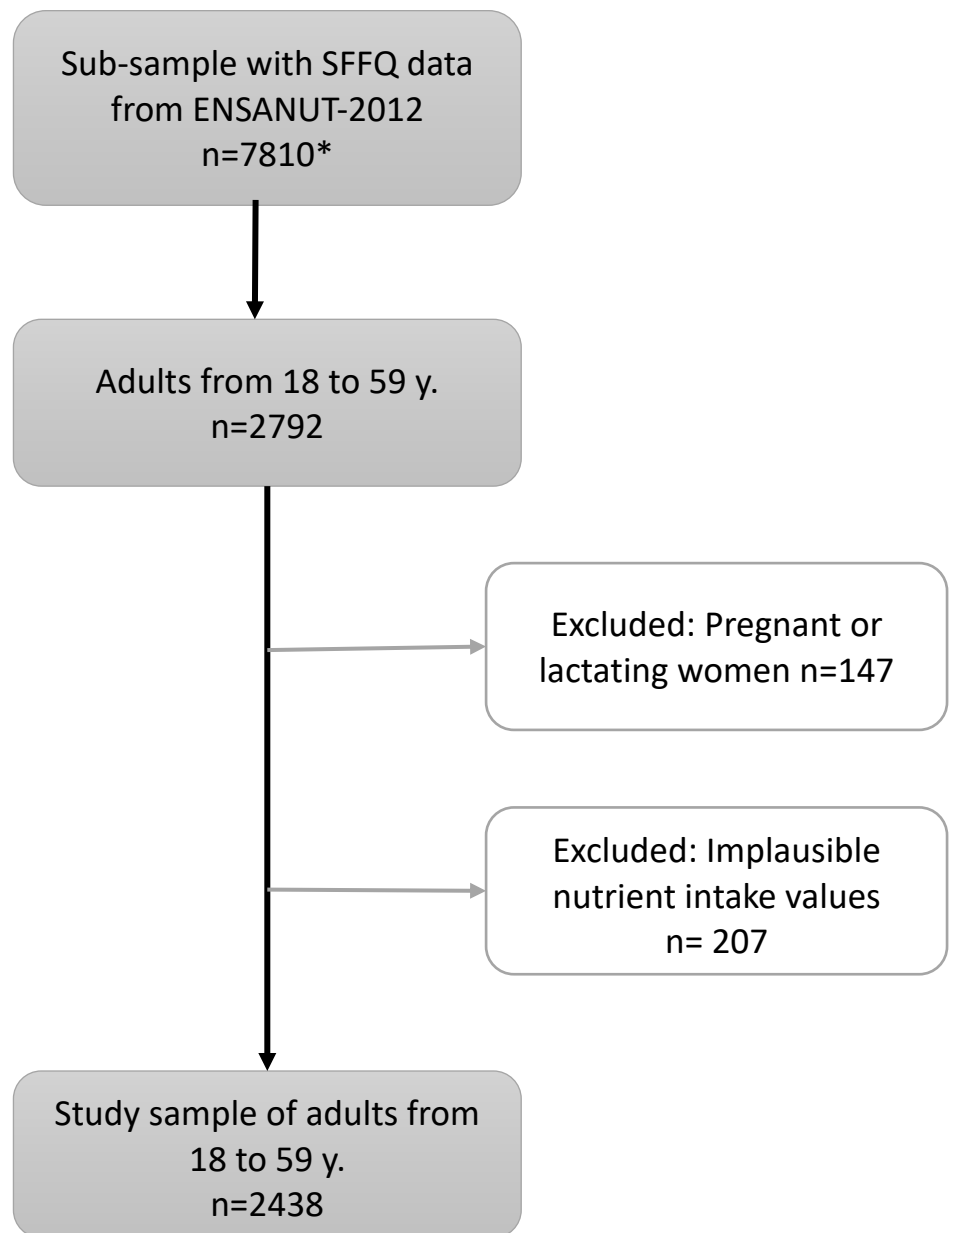 Sub-sample with SFFQ data
from ENSANUT-2012
n=7810*
Adults from 18 to 59 y.
n=2792
Excluded: Pregnant or
lactating women n=147
Excluded: Implausible
nutrient intake values
n= 207
Study sample of adults from
18 to 59 y.
n=2438